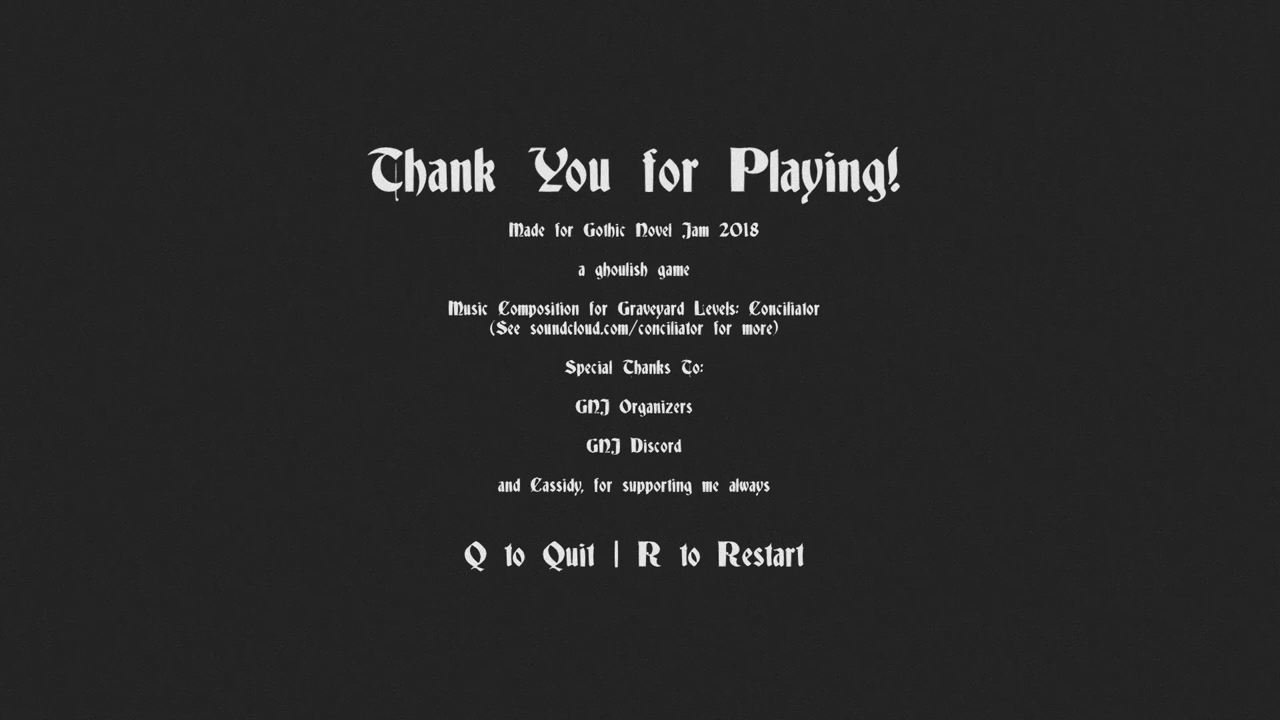 Thank You for Playing!
Made for Gothic Novel Jam 2018
a ghoulish game
Music Composition for Graveyard Levels: Conciliator
(See soundcloud.com/conciliator for more)
Special Thanks To:
GNJ Organizers
GNJ Discord
and Cassidy, for supporting me always
Q to Quit | R to Restart